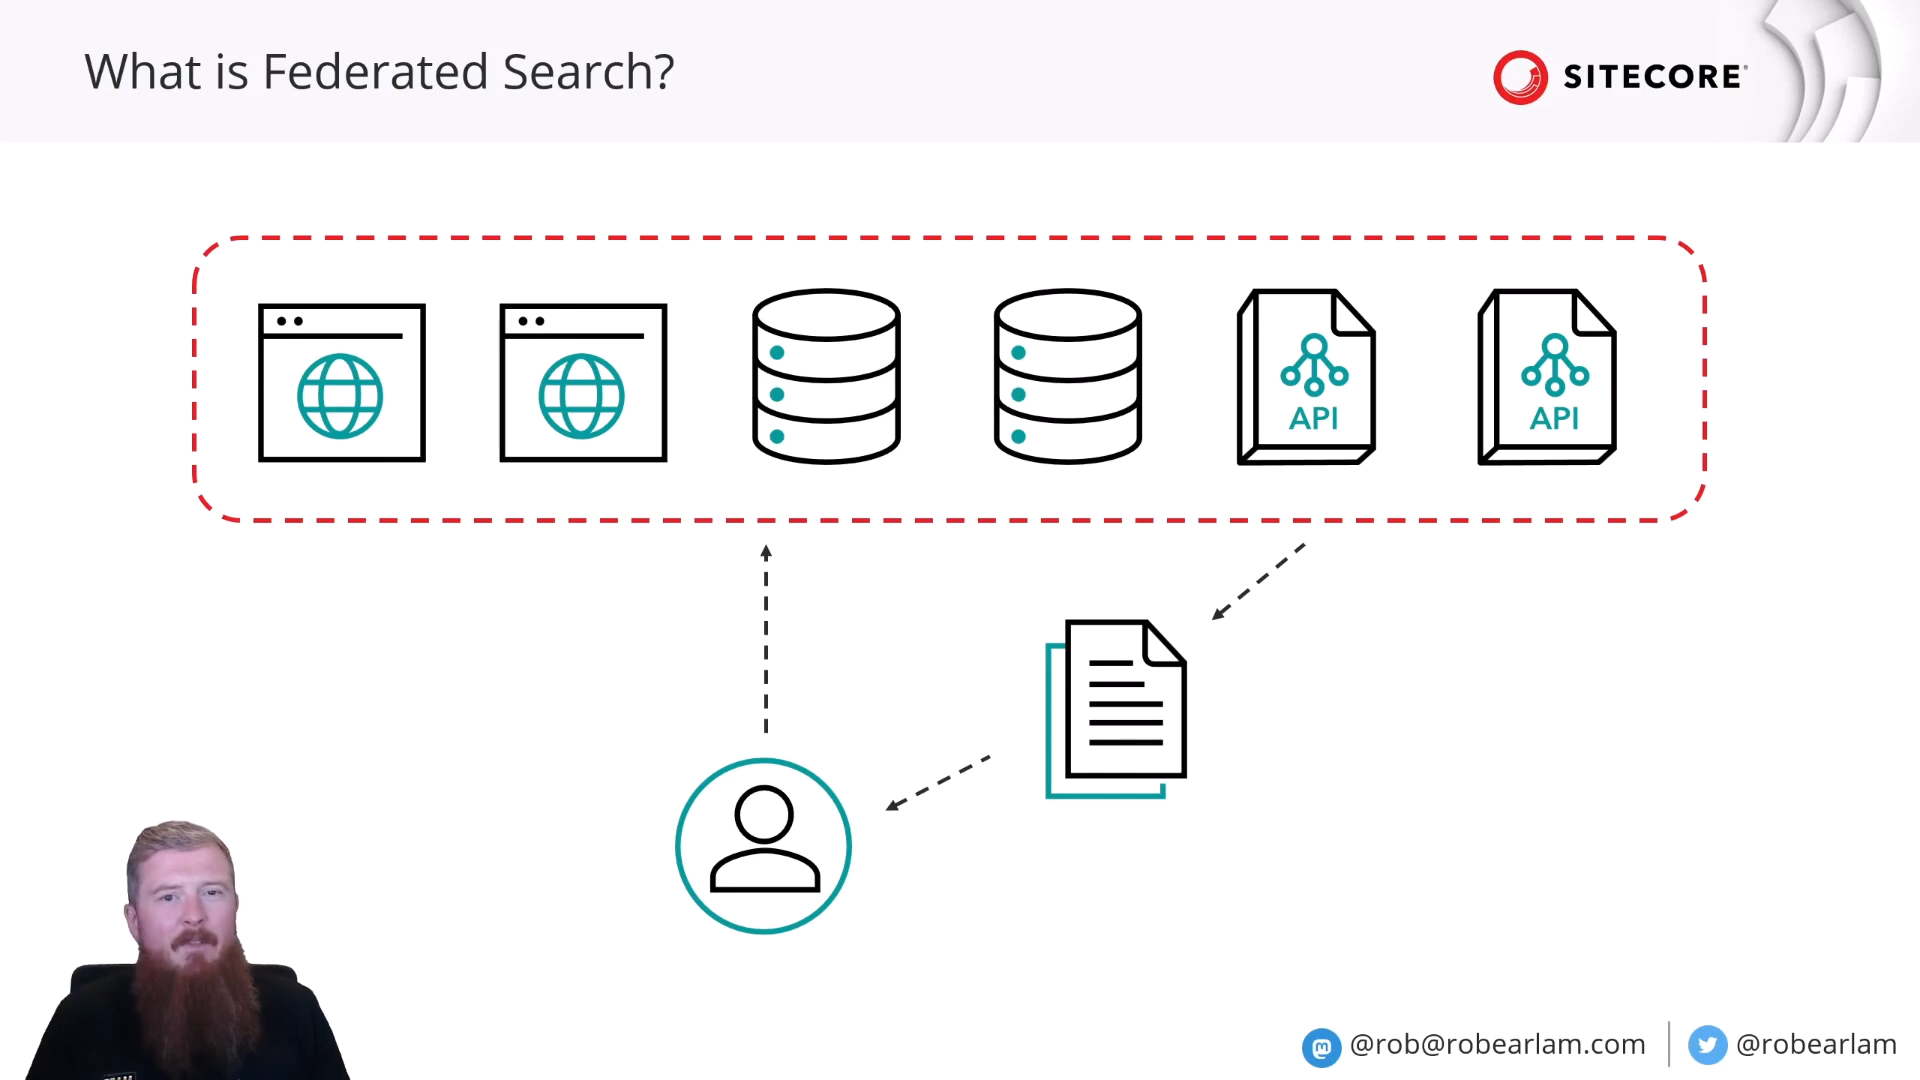 What is Federated Search?
SITECORE
API
API
@rob@robearlam.com
@robearlam